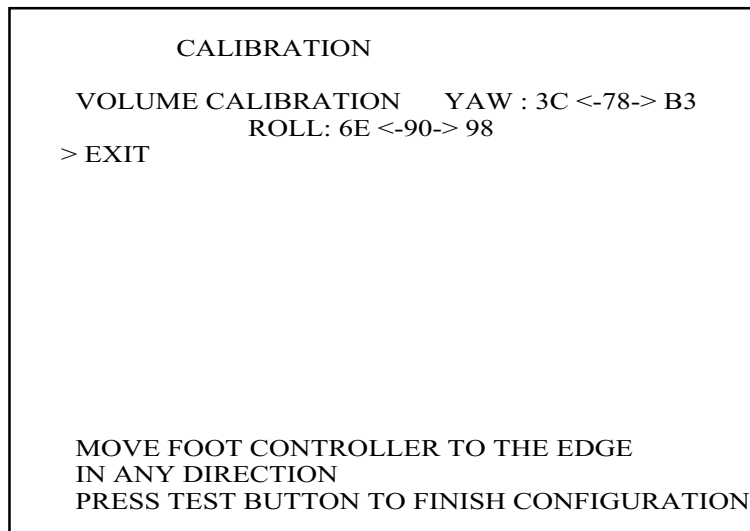 CALIBRATION
VOLUME CALIBRATION YAW : 3C <-78-> B3
ROLL: 6E <-90-> 98
> EXIT
MOVE FOOT CONTROLLER TO THE EDGE
IN ANY DIRECTION
PRESS TEST BUTTON TO FINISH CONFIGURATION